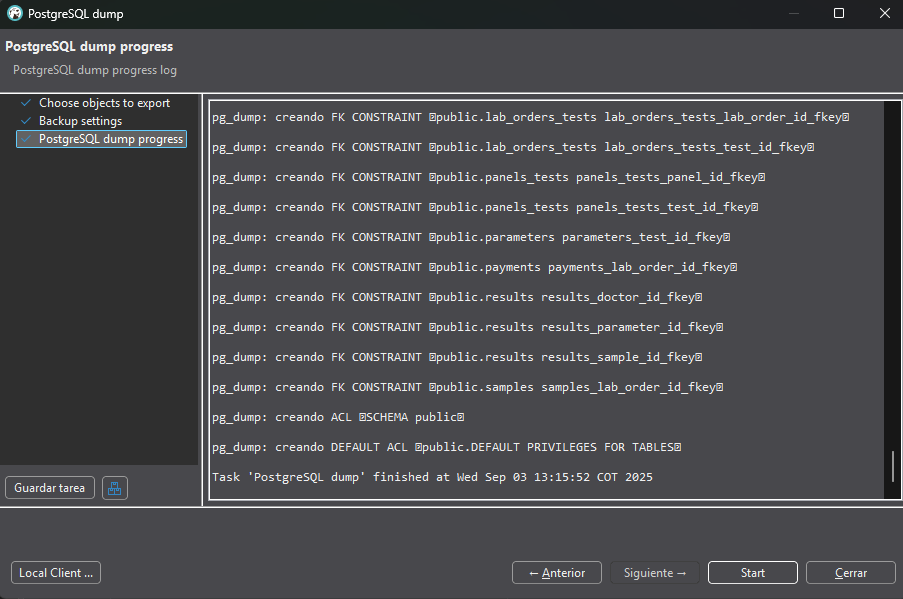 PostgreSQL dump
PostgreSQL dump progress
PostgreSQL dump progress log
Choose objects to export
Backup settings
PostgreSQL dump progress
pg_dump: creando FK CONSTRAINT �public.lab_orders_tests lab_orders_tests_lab_order_id_fkey�
pg_dump: creando FK CONSTRAINT �public.lab_orders_tests lab_orders_tests_test_id_fkey�
pg_dump: creando FK CONSTRAINT �public.panels_tests panels_tests_panel_id_fkey�
pg_dump: creando FK CONSTRAINT �public.panels_tests panels_tests_test_id_fkey�
pg_dump: creando FK CONSTRAINT �public.parameters parameters_test_id_fkey�
pg_dump: creando FK CONSTRAINT �public.payments payments_lab_order_id_fkey�
pg_dump: creando FK CONSTRAINT �public.results results_doctor_id_fkey�
pg_dump: creando FK CONSTRAINT �public.results results_parameter_id_fkey�
pg_dump: creando FK CONSTRAINT �public.results results_sample_id_fkey�
pg_dump: creando FK CONSTRAINT �public.samples samples_lab_order_id_fkey�
pg_dump: creando ACL �SCHEMA public�
pg_dump: creando DEFAULT ACL �public.DEFAULT PRIVILEGES FOR TABLES�
Task 'PostgreSQL dump' finished at Wed Sep 03 13:15:52 COT 2025
Guardar tarea
Local Client ...
← Anterior
Siguiente →
Start
Cerrar